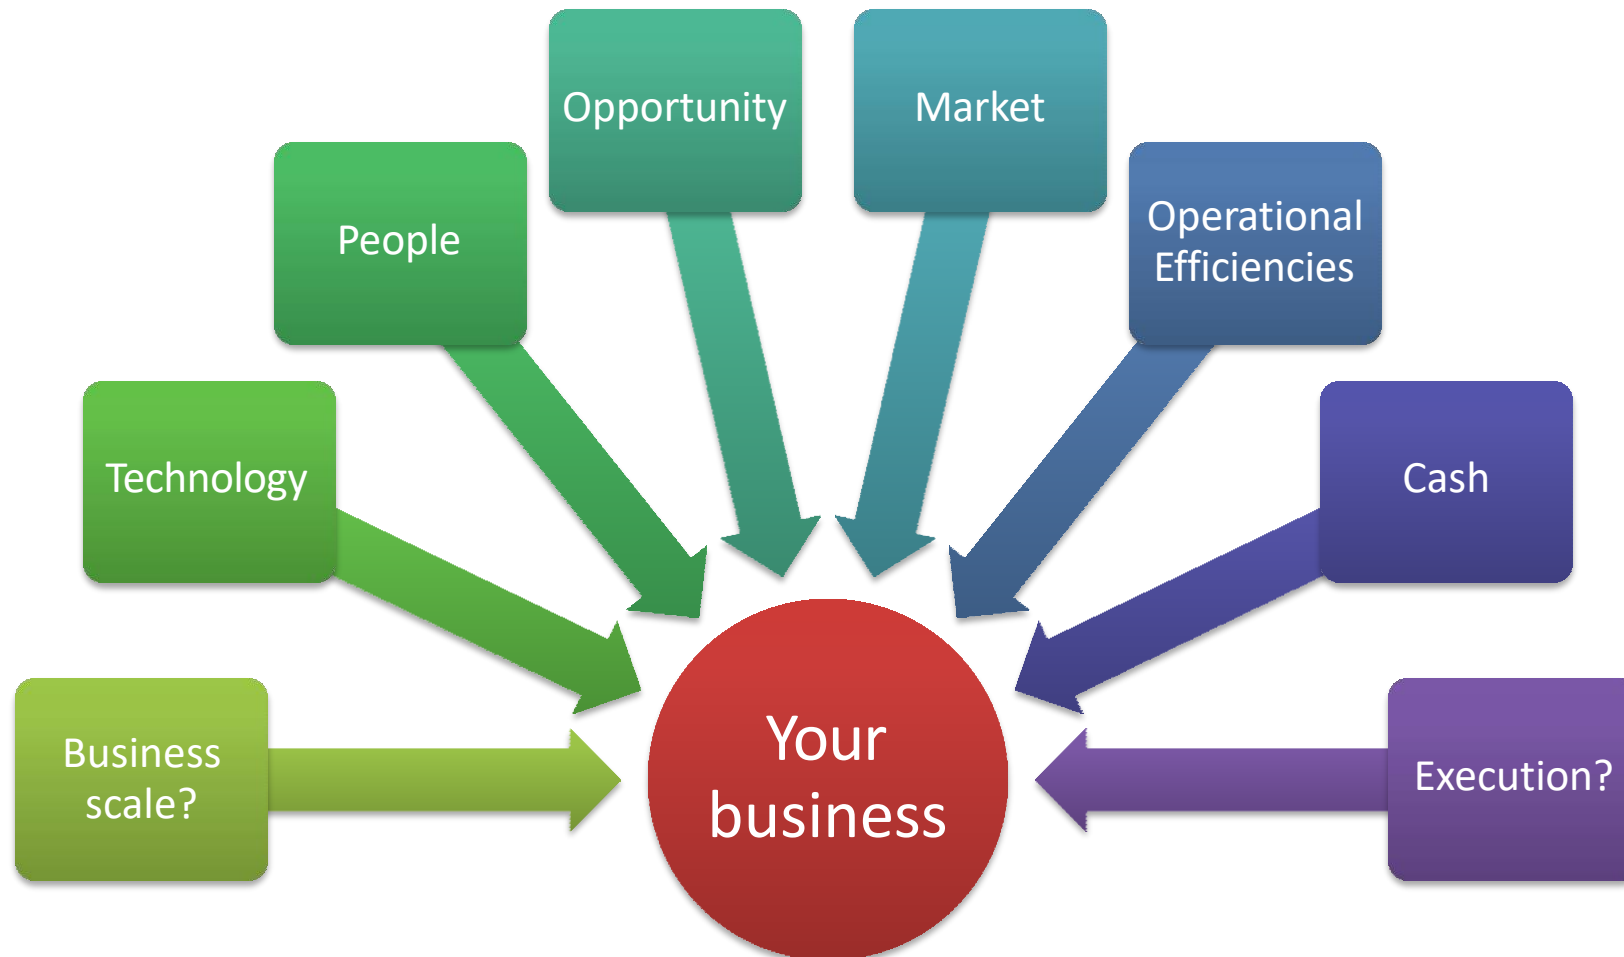 Opportunity
Market
People
Operational
Efficiencies
Technology
Cash
Business
scale?
Your
business
Execution?